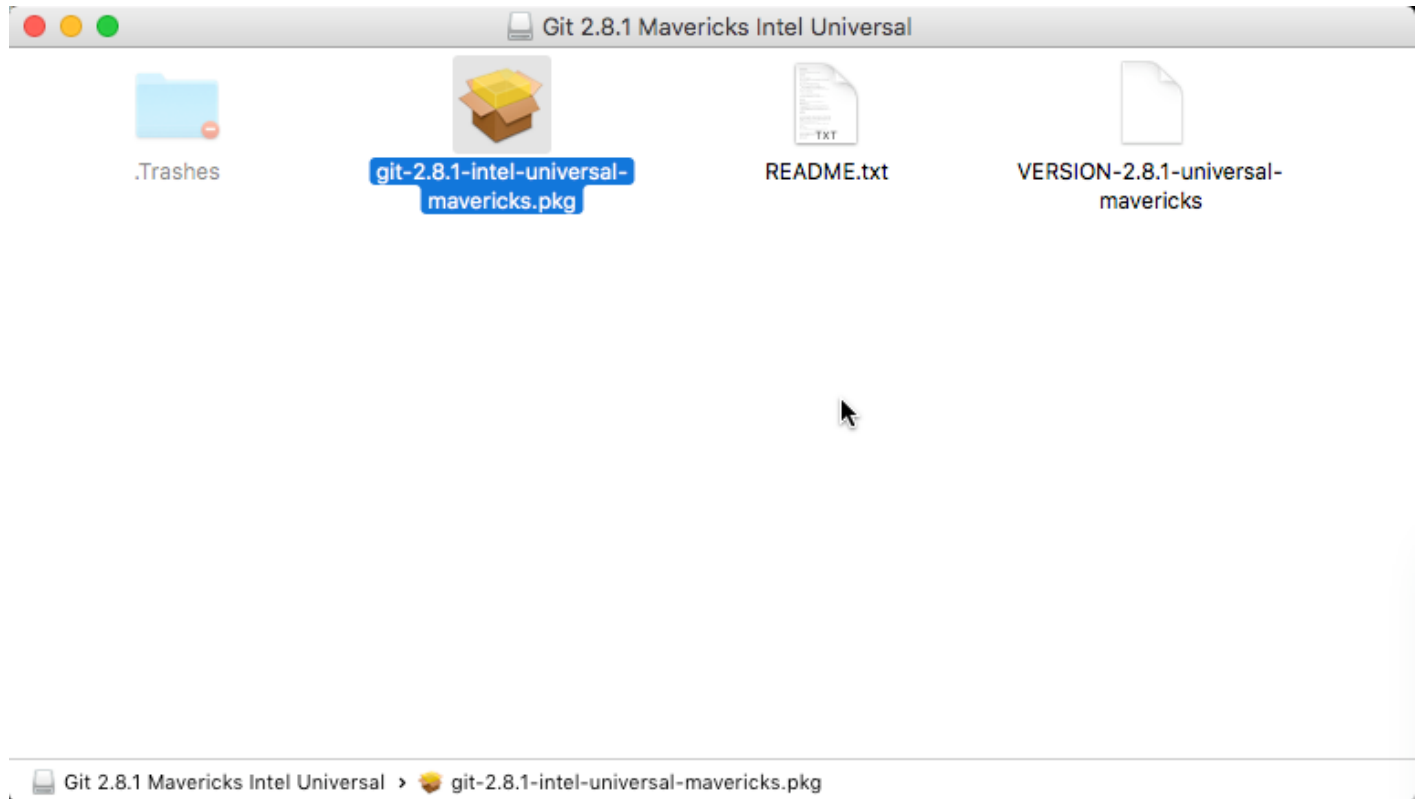 Git 2.8.1 Mavericks Intel Universal
.Trashes
git-2.8.1-intel-universal-
mavericks.pkg
TXT
README.txt
VERSION-2.8.1-universal-
mavericks
Git 2.8.1 Mavericks Intel Universal › git-2.8.1-intel-universal-mavericks.pkg